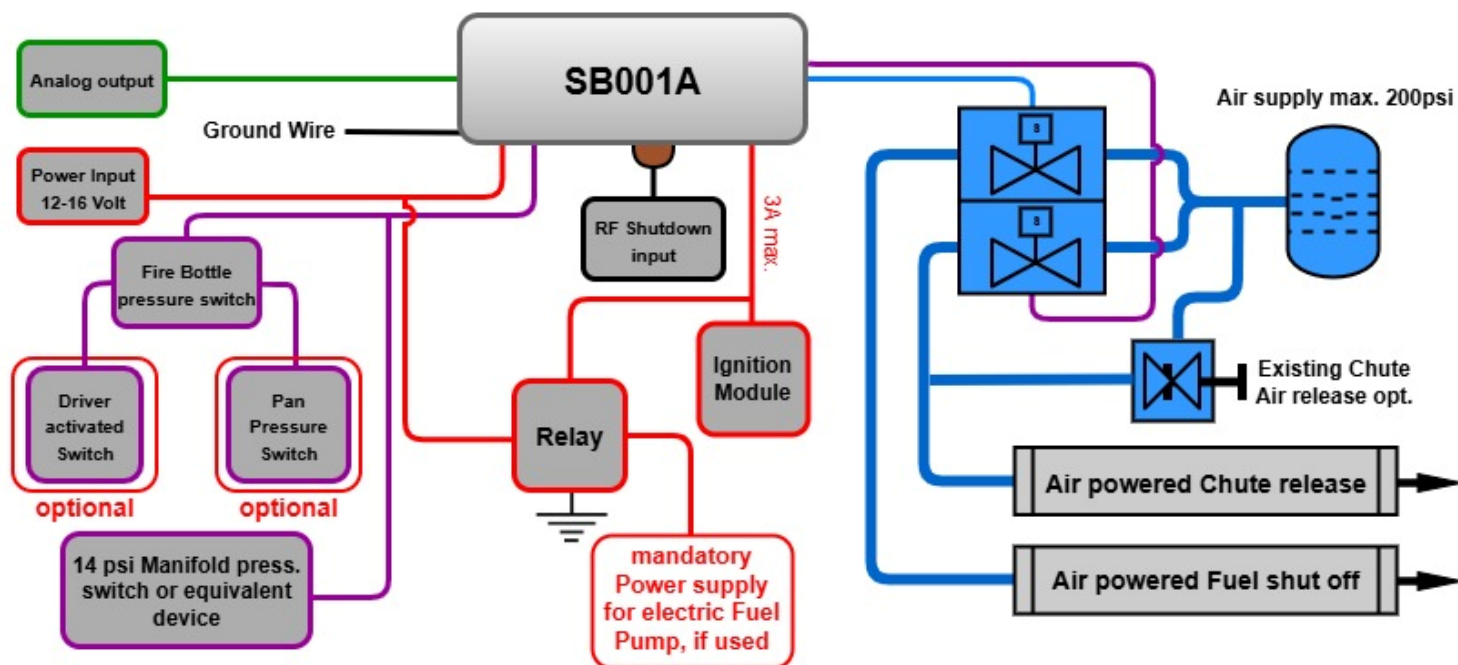 SB001A
Analog output
Ground Wire
Power Input
12-16 Volt
RF Shutdown
input
3A max.
Air supply max. 200psi
S
S
Fire Bottle
pressure switch
Driver
activated
Switch
optional
Pan
Pressure
Switch
optional
14 psi Manifold press.
switch or equivalent
device
Relay
Ignition
Module
mandatory
Power supply
for electric Fuel
Pump, if used
Existing Chute
Air release opt.
Air powered Chute release
Air powered Fuel shut off